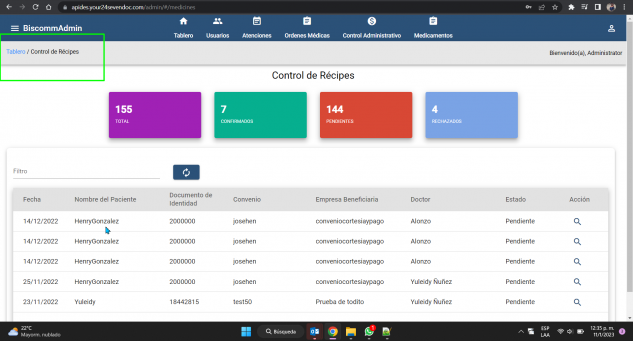 apides.your24sevendoc.com/admin/#/medicines
BiscommAdmin
Tablero
Usuarios
Atenciones
Ordenes Médicas
Control Administrativo
Medicamentos
Tablero / Control de Récipes
Bienvenido(a), Administrator
Control de Récipes
155
TOTAL
7
CONFIRMADOS
144
PENDIENTES
4
RECHAZADOS
Filtro
Fecha Nombre del Paciente Documento de Identidad Convenio Empresa Beneficiaria Doctor Estado Acción
14/12/2022 HenryGonzalez 2000000 josehen conveniocortesiaypago Alonzo Pendiente
14/12/2022 HenryGonzalez 2000000 josehen conveniocortesiaypago Alonzo Pendiente
14/12/2022 HenryGonzalez 2000000 josehen conveniocortesiaypago Alonzo Pendiente
25/11/2022 HenryGonzalez 2000000 josehen conveniocortesiaypago Yuleidy Ñuñez Pendiente
23/11/2022 Yuleidy 18442815 test50 Prueba de todito Yuleidy Ñuñez Pendiente
22°C
Mayorm. nublado
Búsqueda
ESP
LAA
12:35 p. m.
11/1/2023